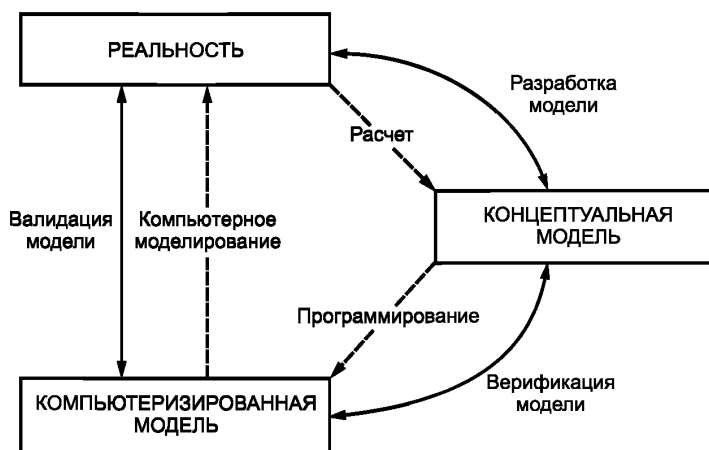 РЕАЛЬНОСТЬ
Разработка
модели
Расчет
Валидация
модели
Компьютерное
моделирование
КОНЦЕПТУАЛЬНАЯ
МОДЕЛЬ
Программирование
КОМПЬЮТЕРИЗИРОВАННАЯ
МОДЕЛЬ
Верификация
модели